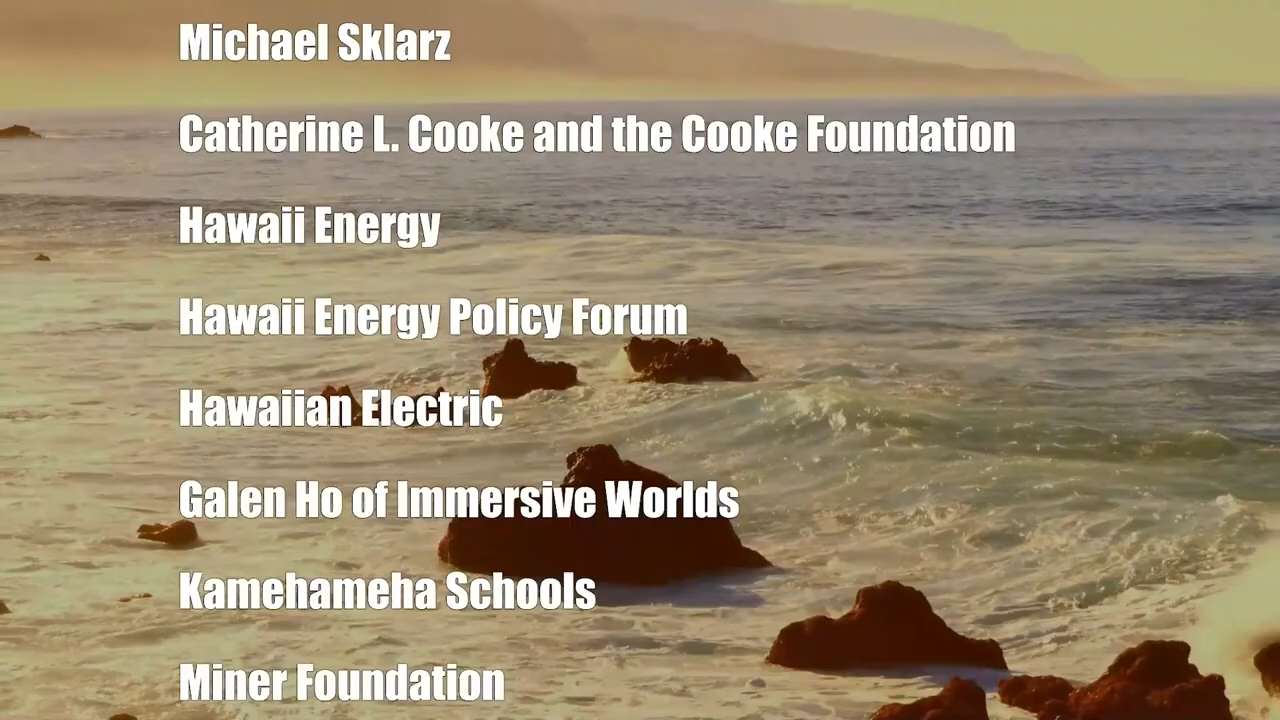 Michael Sklarz
Catherine L. Cooke and the Cooke Foundation
Hawaii Energy
Hawaii Energy Policy Forum
Hawaiian Electric
Galen Ho of Immersive Worlds
Kamehameha Schools
Miner Foundation